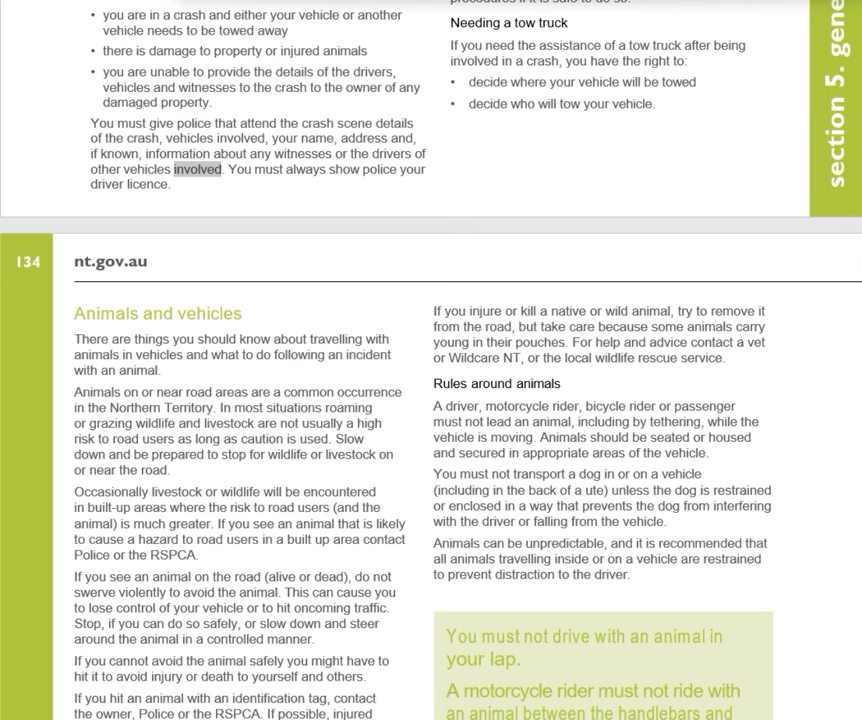 • you are in a crash and either your vehicle or another
vehicle needs to be towed away
• there is damage to property or injured animals
• you are unable to provide the details of the drivers,
vehicles and witnesses to the crash to the owner of any
damaged property.
You must give police that attend the crash scene details
of the crash, vehicles involved, your name, address and,
if known, information about any witnesses or the drivers of
other vehicles involved. You must always show police your
driver licence.
Needing a tow truck
If you need the assistance of a tow truck after being
involved in a crash, you have the right to:
• decide where your vehicle will be towed
• decide who will tow your vehicle.
section 5. gene
134
nt.gov.au
Animals and vehicles
There are things you should know about travelling with
animals in vehicles and what to do following an incident
with an animal.
Animals on or near road areas are a common occurrence
in the Northern Territory. In most situations roaming
or grazing wildlife and livestock are not usually a high
risk to road users as long as caution is used. Slow
down and be prepared to stop for wildlife or livestock on
or near the road.
Occasionally livestock or wildlife will be encountered
in built-up areas where the risk to road users (and the
animal) is much greater. If you see an animal that is likely
to cause a hazard to road users in a built up area contact
Police or the RSPCA.
If you see an animal on the road (alive or dead), do not
swerve violently to avoid the animal. This can cause you
to lose control of your vehicle or to hit oncoming traffic.
Stop, if you can do so safely, or slow down and steer
around the animal in a controlled manner.
If you cannot avoid the animal safely you might have to
hit it to avoid injury or death to yourself and others.
If you hit an animal with an identification tag, contact
the owner, Police or the RSPCA. If possible, injured
If you injure or kill a native or wild animal, try to remove it
from the road, but take care because some animals carry
young in their pouches. For help and advice contact a vet
or Wildcare NT, or the local wildlife rescue service.
Rules around animals
A driver, motorcycle rider, bicycle rider or passenger
must not lead an animal, including by tethering, while the
vehicle is moving. Animals should be seated or housed
and secured in appropriate areas of the vehicle.
You must not transport a dog in or on a vehicle
(including in the back of a ute) unless the dog is restrained
or enclosed in a way that prevents the dog from interfering
with the driver or falling from the vehicle.
Animals can be unpredictable, and it is recommended that
all animals travelling inside or on a vehicle are restrained
to prevent distraction to the driver.
You must not drive with an animal in
your lap.
A motorcycle rider must not ride with
an animal between the handlebars and